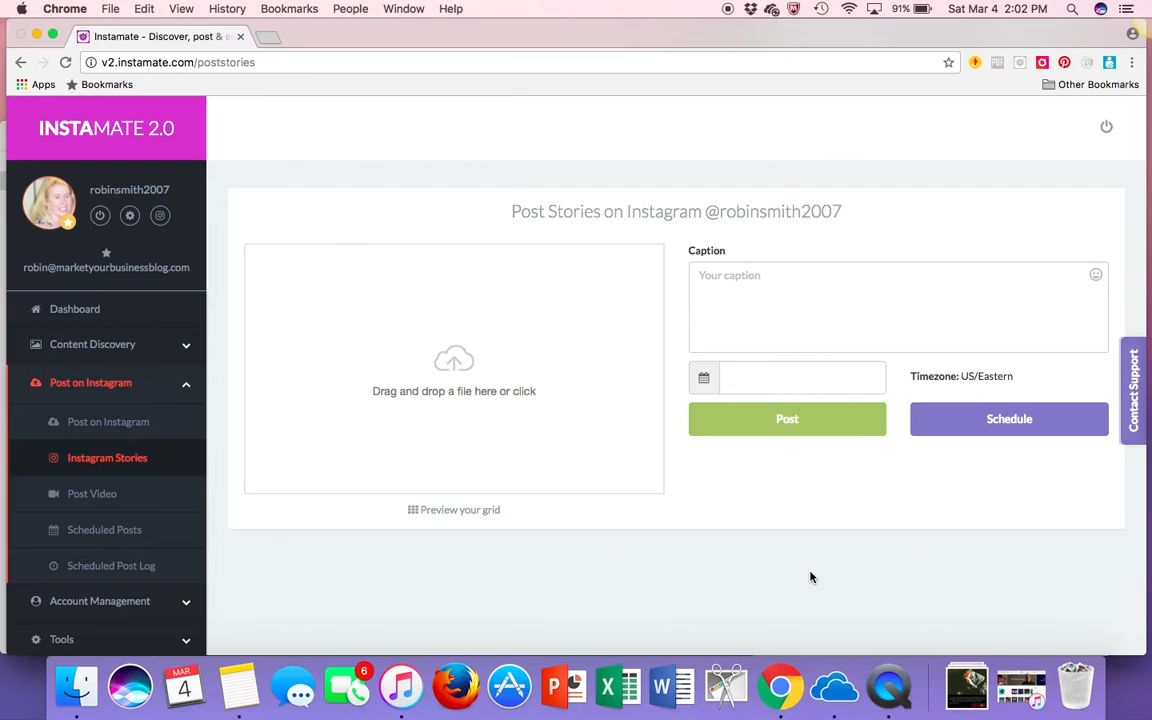 Chrome File Edit View History Bookmarks People Window Help 91% Sat Mar 4 2:02 PM
Instamate - Discover, post & s
v2.instamate.com/poststories
Apps Bookmarks Other Bookmarks
INSTAMATE 2.0
robinsmith2007
robin@marketyourbusinessblog.com
Dashboard
Content Discovery
Post on Instagram
Post on Instagram
Instagram Stories
Post Video
Scheduled Posts
Scheduled Post Log
Account Management
Tools
Post Stories on Instagram @robinsmith2007
Drag and drop a file here or click
Preview your grid
Caption
Your caption
Timezone: US/Eastern
Post Schedule
Contact Support
MAR
4
6